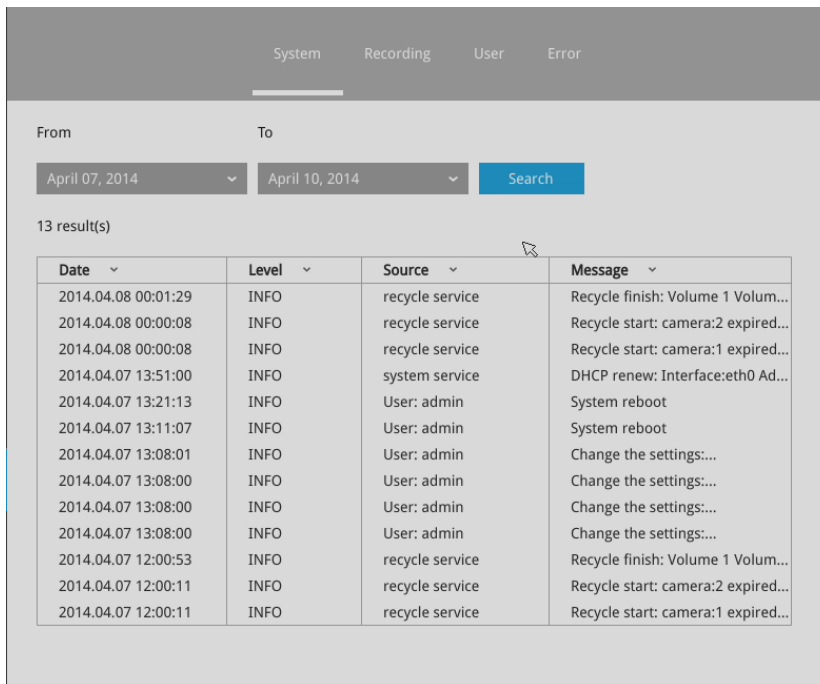 System Recording User Error
From To
April 07, 2014 April 10, 2014 Search
13 result(s)
Date Level Source Message
2014.04.08 00:01:29 INFO recycle service Recycle finish: Volume 1 Volum...
2014.04.08 00:00:08 INFO recycle service Recycle start: camera:2 expired...
2014.04.08 00:00:08 INFO recycle service Recycle start: camera:1 expired...
2014.04.07 13:51:00 INFO system service DHCP renew: Interface:eth0 Ad...
2014.04.07 13:21:13 INFO User: admin System reboot
2014.04.07 13:11:07 INFO User: admin System reboot
2014.04.07 13:08:01 INFO User: admin Change the settings:...
2014.04.07 13:08:00 INFO User: admin Change the settings:...
2014.04.07 13:08:00 INFO User: admin Change the settings:...
2014.04.07 13:08:00 INFO User: admin Change the settings:...
2014.04.07 12:00:53 INFO recycle service Recycle finish: Volume 1 Volum...
2014.04.07 12:00:11 INFO recycle service Recycle start: camera:2 expired...
2014.04.07 12:00:11 INFO recycle service Recycle start: camera:1 expired...